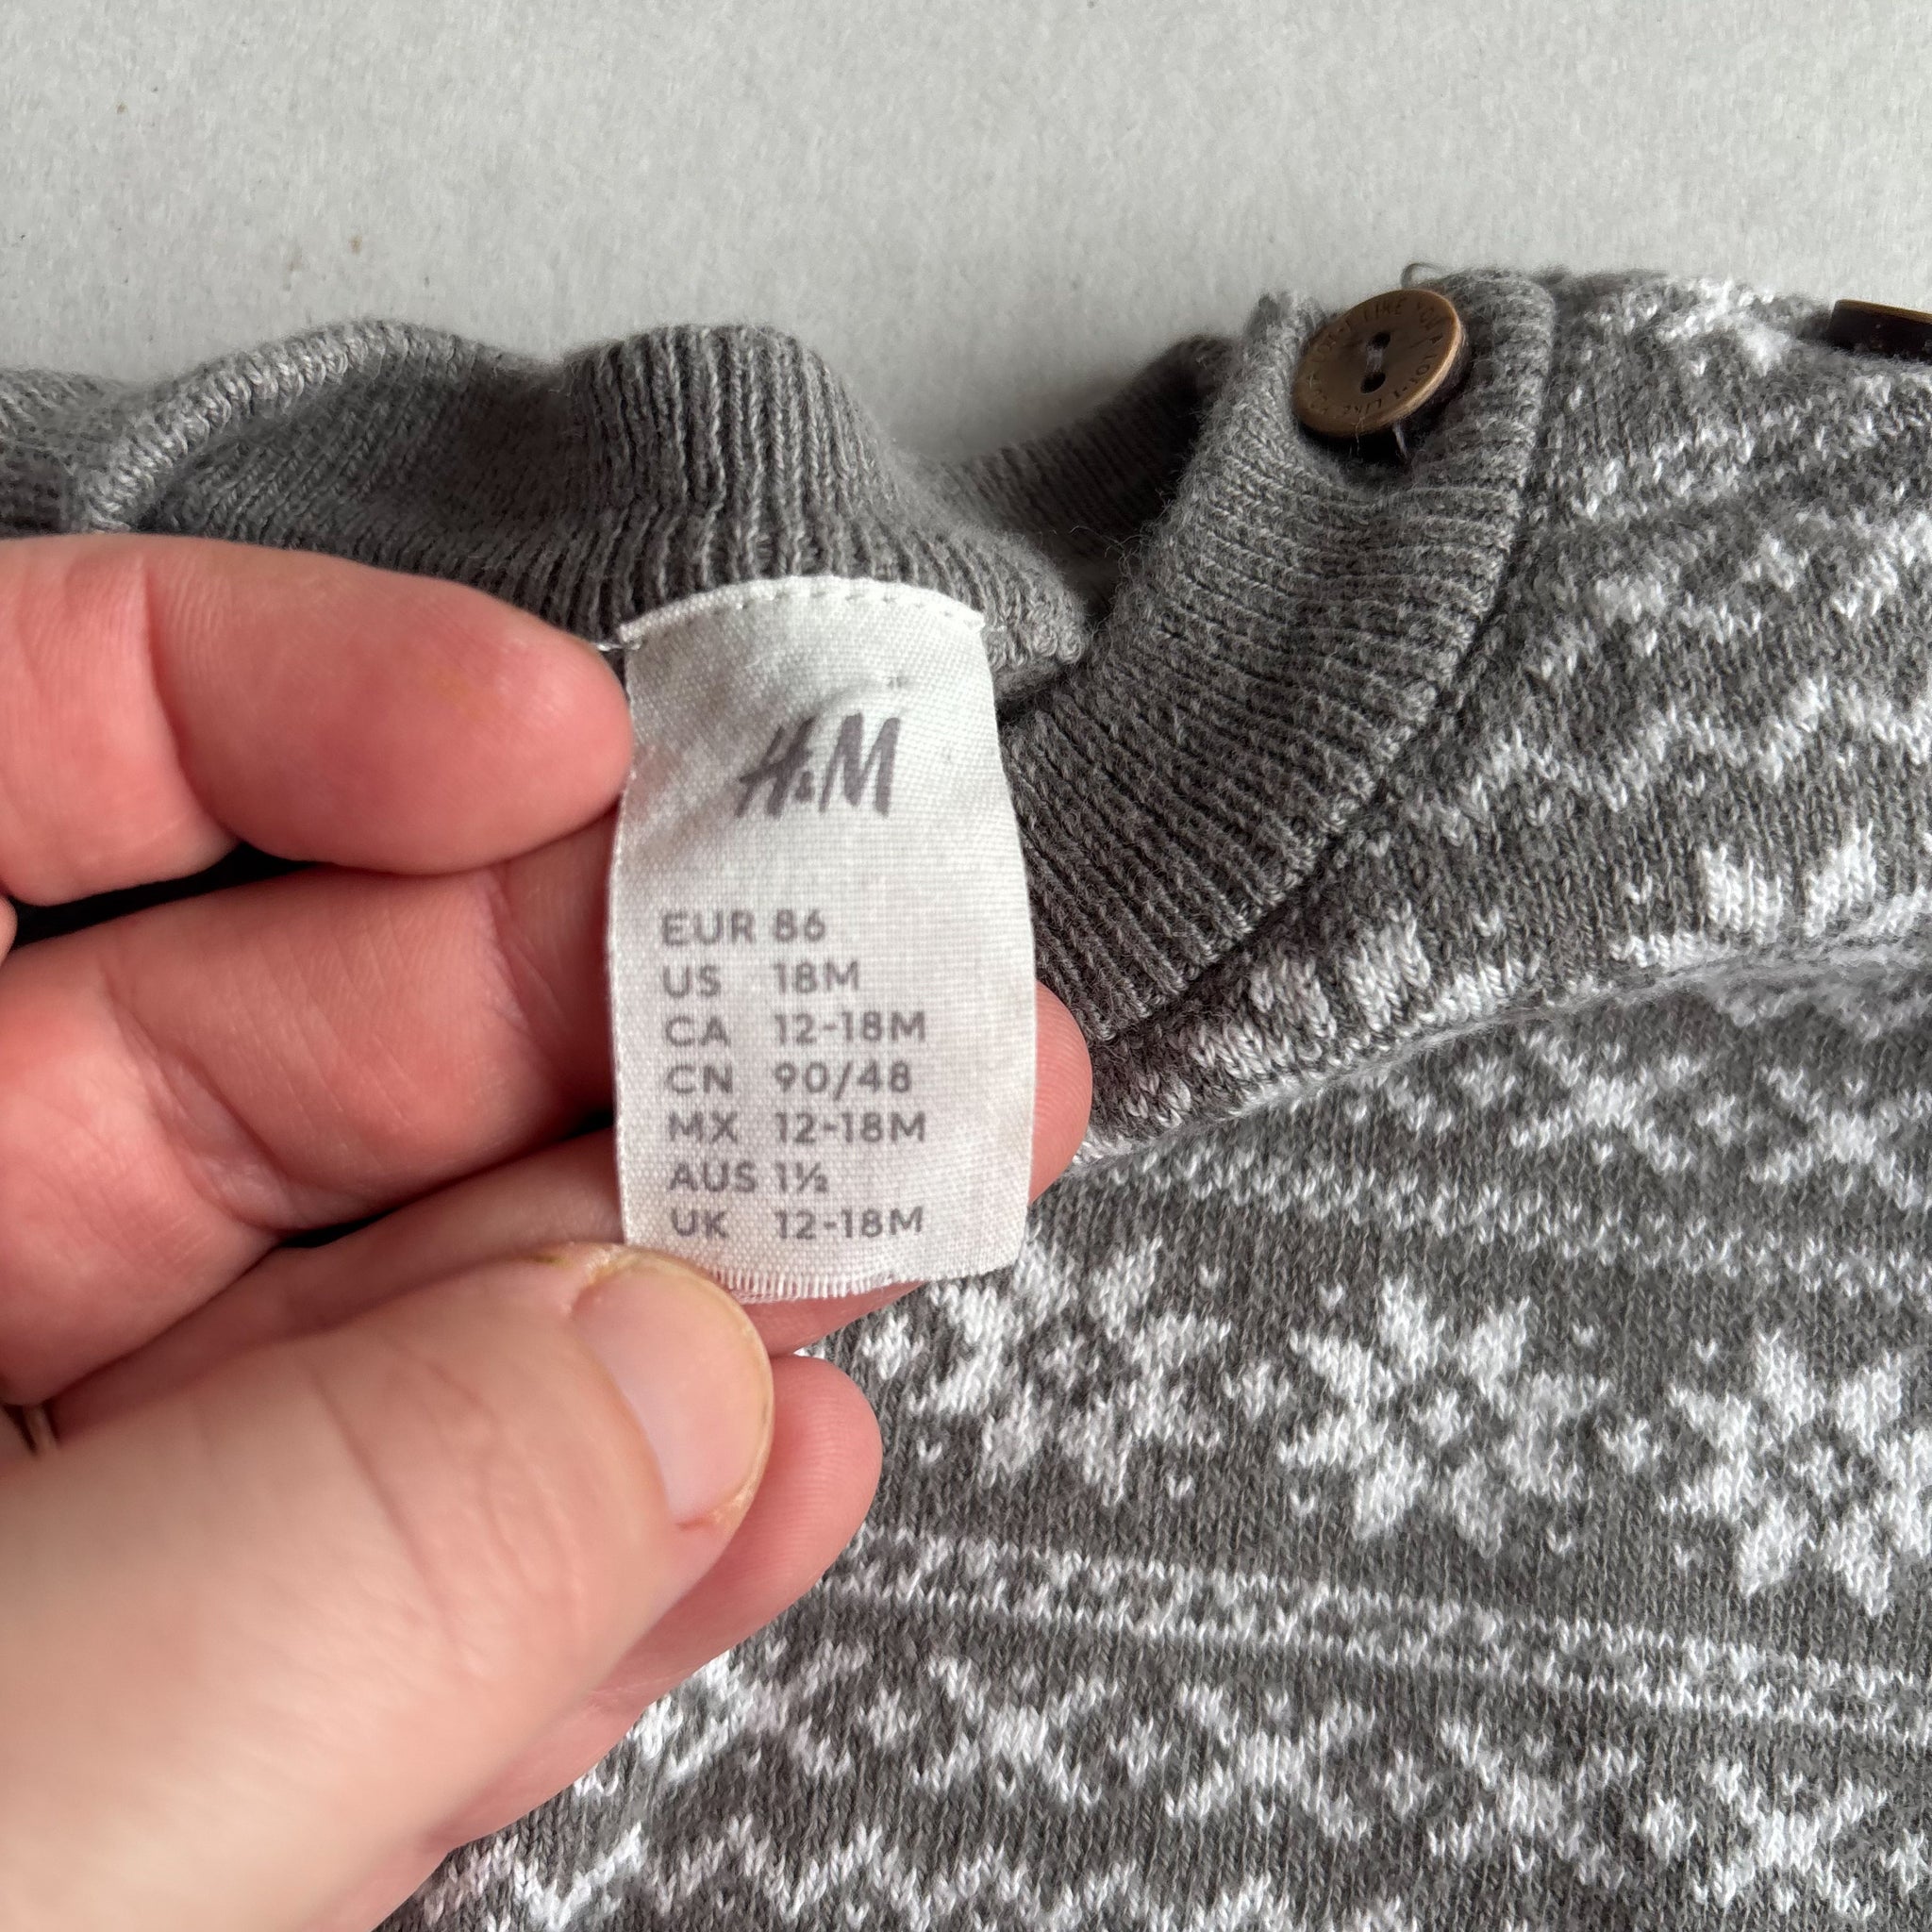 H&M
EUR 86
US 18M
CA 12-18M
CN 90/48
MX 12-18M
AUS 1½
UK 12-18M